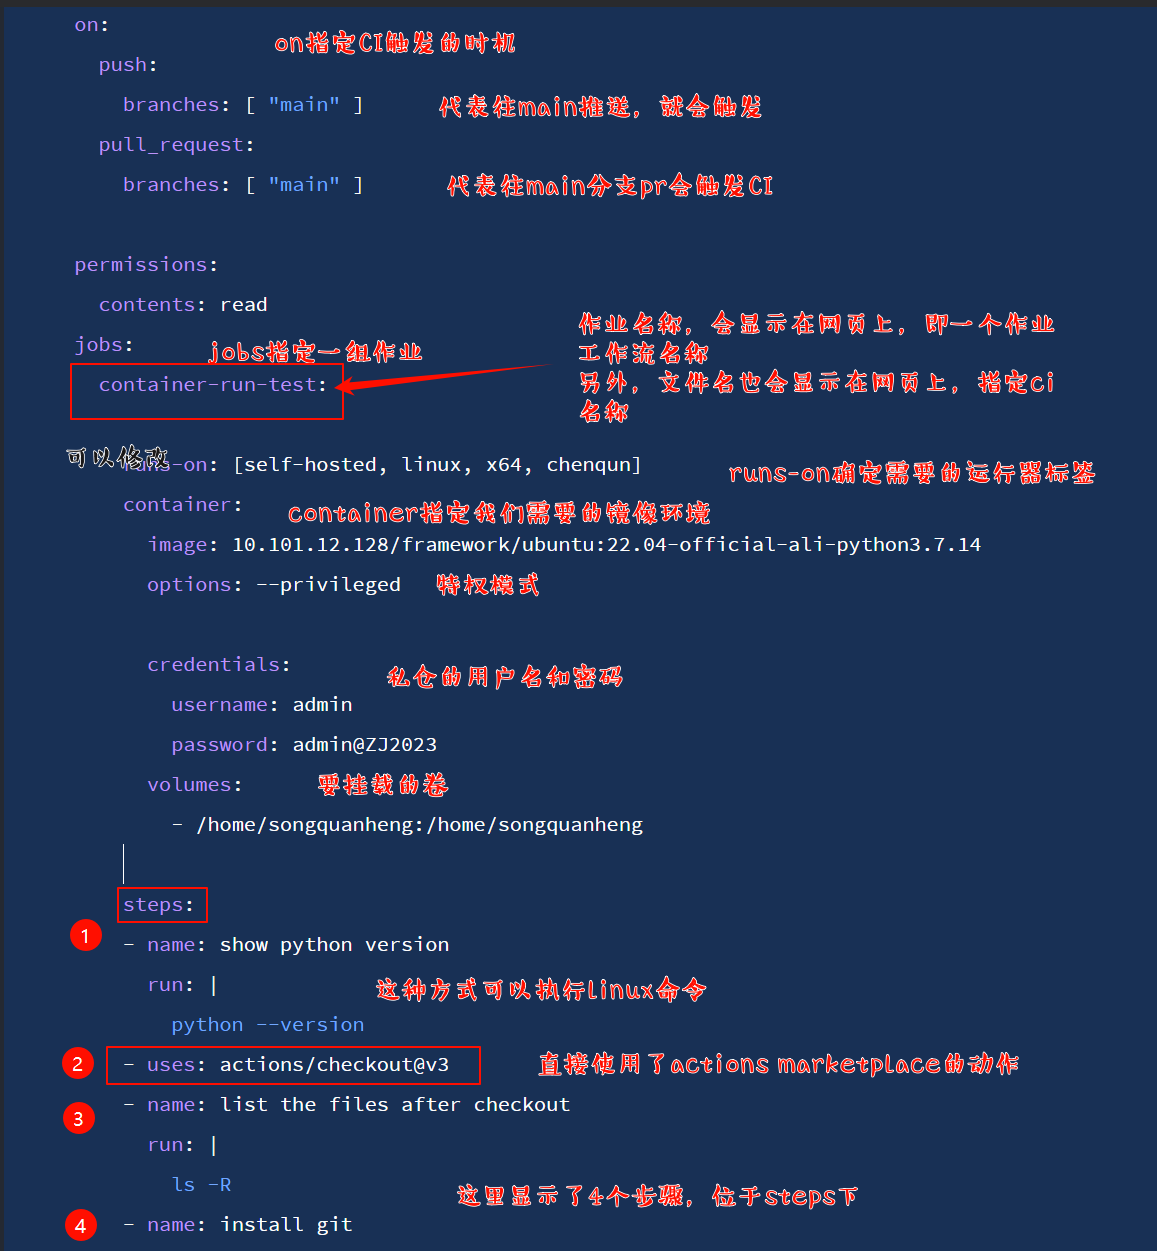 on:
on指定CI触发的时机
push:
branches: [ "main" ]
代表往main推送，就会触发
pull_request:
branches: [ "main" ]
代表往main分支pr会触发CI
permissions:
contents: read
作业名称，会显示在网页上，即一个作业
jobs:
jobs指定一组作业
工作流名称
container-run-test:
另外，文件名也会显示在网页上，指定ci
名称
可以修改
-on: [self-hosted, linux, x64, chenqun]
runs-on确定需要的运行器标签
container:
container指定我们需要的镜像环境
image: 10.101.12.128/framework/ubuntu:22.04-official-ali-python3.7.14
options: --privileged
特权模式
credentials:
私仓的用户名和密码
username: admin
password: admin@ZJ2023
volumes:
要挂载的卷
- /home/songquanheng:/home/songquanheng
steps:
1
- name: show python version
run: |
这种方式可以执行linux命令
python --version
2
- uses: actions/checkout@v3
直接使用了actions marketplace的动作
3
- name: list the files after checkout
run: |
ls -R
这里显示了4个步骤，位于steps下
4
- name: install git